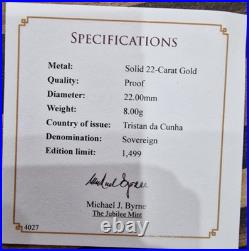 SPECIFICATIONS
Metal: Solid 22-Carat Gold
Quality: Proof
Diameter: 22.00mm
Weight: 8.00g
Country of issue: Tristan da Cunha
Denomination: Sovereign
Edition limit: 1,499
Michael J. Byrne
The Jubilee Mint
4027